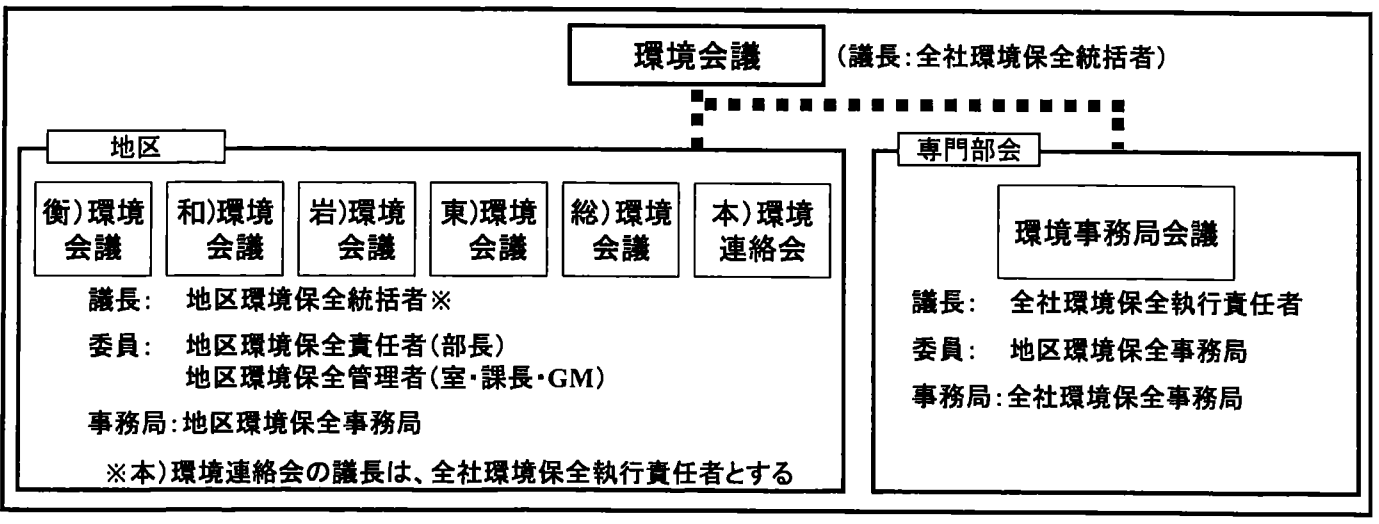 環境会議
（議長：全社環境保全統括者）
地区
衡）環境
会議
和）環境
会議
岩）環境
会議
東）環境
会議
総）環境
会議
本）環境
連絡会
議長： 地区環境保全統括者※
委員： 地区環境保全責任者（部長）
地区環境保全管理者（室・課長・GM）
事務局：地区環境保全事務局
※本）環境連絡会の議長は、全社環境保全執行責任者とする
専門部会
環境事務局会議
議長： 全社環境保全執行責任者
委員： 地区環境保全事務局
事務局：全社環境保全事務局